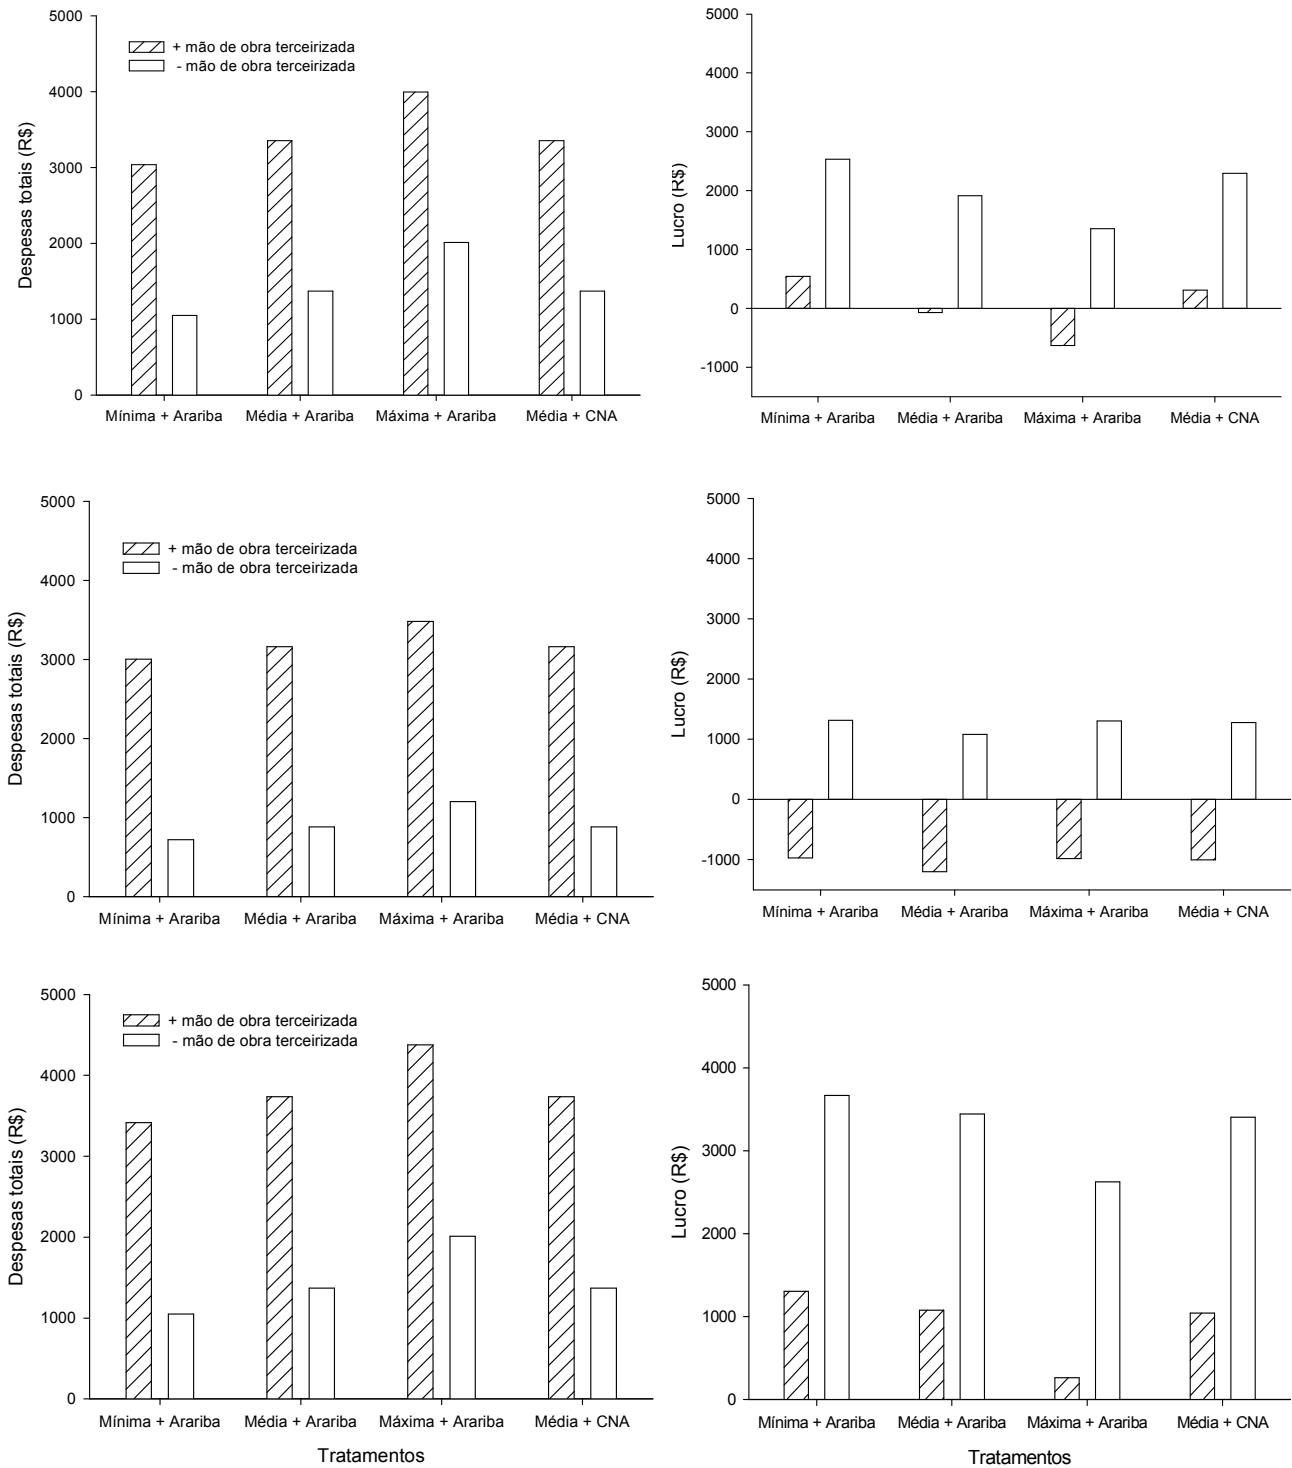 5000
4000
3000
2000
1000
0
Despesas totais (R$)
+ mão de obra terceirizada
- mão de obra terceirizada
Mínima + Arariba Média + Arariba Máxima + Arariba Média + CNA
5000
4000
3000
2000
1000
0
-1000
Lucro (R$)
Mínima + Arariba Média + Arariba Máxima + Arariba Média + CNA
5000
4000
3000
2000
1000
0
Despesas totais (R$)
+ mão de obra terceirizada
- mão de obra terceirizada
Mínima + Arariba Média + Arariba Máxima + Arariba Média + CNA
5000
4000
3000
2000
1000
0
-1000
Lucro (R$)
Mínima + Arariba Média + Arariba Máxima + Arariba Média + CNA
5000
4000
3000
2000
1000
0
Despesas totais (R$)
+ mão de obra terceirizada
- mão de obra terceirizada
Mínima + Arariba Média + Arariba Máxima + Arariba Média + CNA
Tratamentos
5000
4000
3000
2000
1000
0
Lucro (R$)
Mínima + Arariba Média + Arariba Máxima + Arariba Média + CNA
Tratamentos